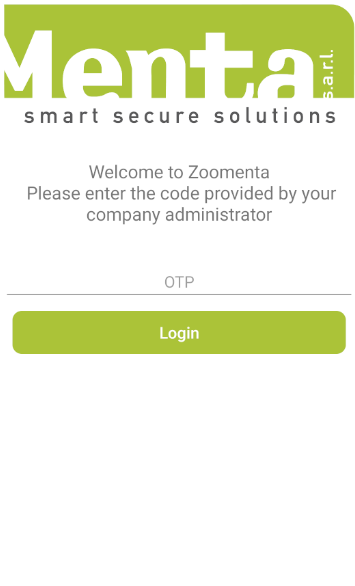 Menta s.a.r.l.
smart secure solutions
Welcome to Zoomenta
Please enter the code provided by your
company administrator
OTP
Login